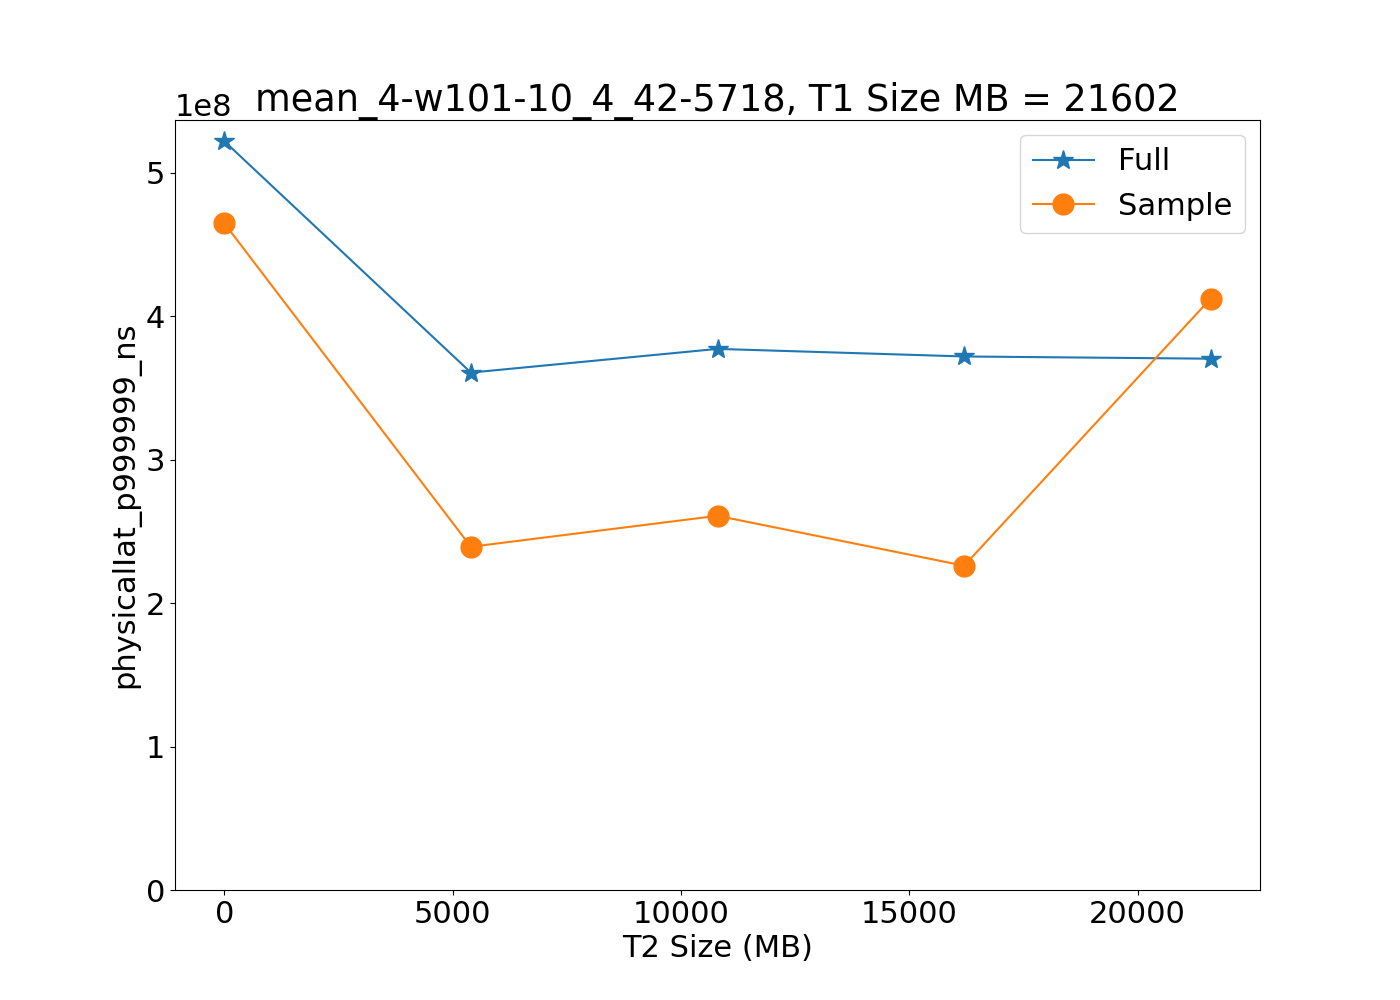 1e8
mean_4-w101-10_4_42-5718, T1 Size MB = 21602
Full
Sample
5
4
3
2
1
0
physicallat_p999999_ns
0 5000 10000 15000 20000
T2 Size (MB)